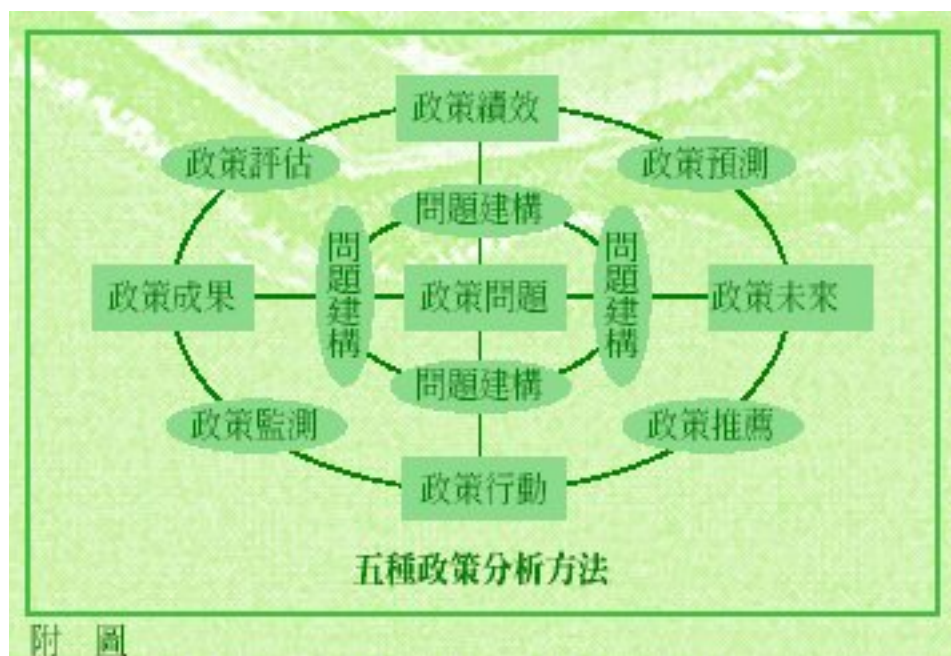 政策績效
政策評估
政策預測
問題建構
問題建構
問題建構
政策成果
政策問題
政策未來
問題建構
政策監測
政策推薦
政策行動
五種政策分析方法
附 圖